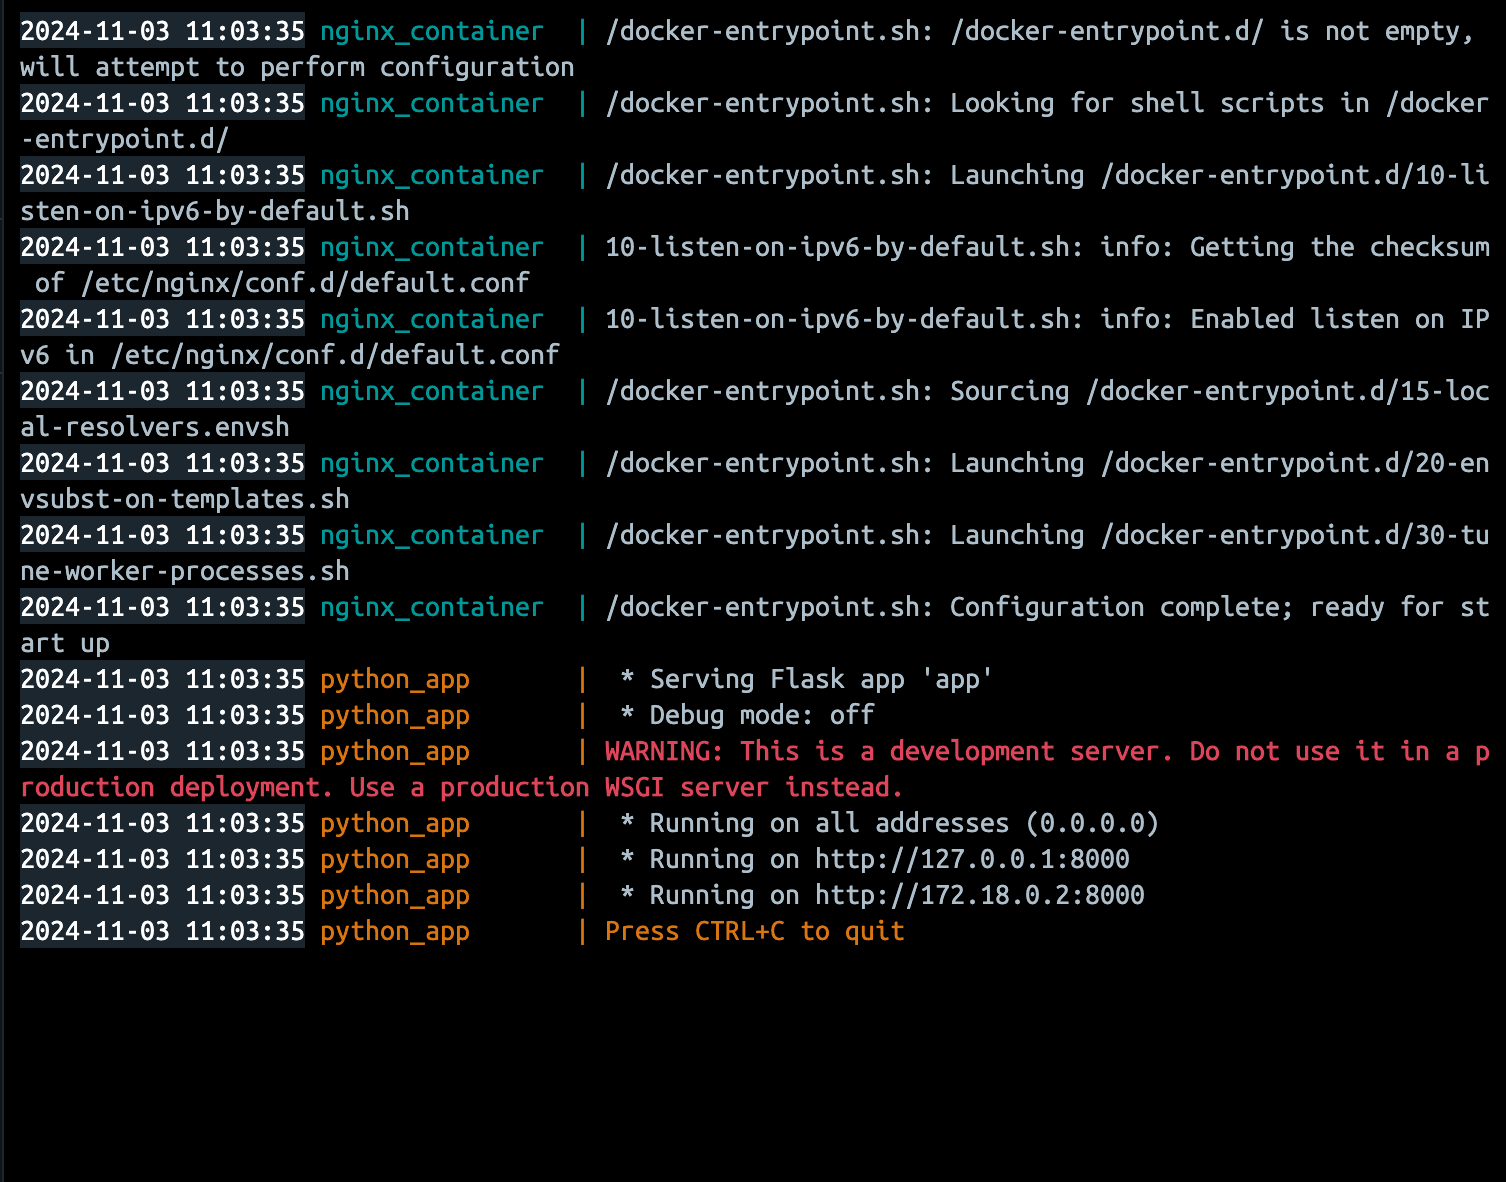 2024-11-03 11:03:35 nginx_container  | /docker-entrypoint.sh: /docker-entrypoint.d/ is not empty,
will attempt to perform configuration
2024-11-03 11:03:35 nginx_container  | /docker-entrypoint.sh: Looking for shell scripts in /docker
-entrypoint.d/
2024-11-03 11:03:35 nginx_container  | /docker-entrypoint.sh: Launching /docker-entrypoint.d/10-li
sten-on-ipv6-by-default.sh
2024-11-03 11:03:35 nginx_container  | 10-listen-on-ipv6-by-default.sh: info: Getting the checksum
 of /etc/nginx/conf.d/default.conf
2024-11-03 11:03:35 nginx_container  | 10-listen-on-ipv6-by-default.sh: info: Enabled listen on IP
v6 in /etc/nginx/conf.d/default.conf
2024-11-03 11:03:35 nginx_container  | /docker-entrypoint.sh: Sourcing /docker-entrypoint.d/15-loc
al-resolvers.envsh
2024-11-03 11:03:35 nginx_container  | /docker-entrypoint.sh: Launching /docker-entrypoint.d/20-en
vsubst-on-templates.sh
2024-11-03 11:03:35 nginx_container  | /docker-entrypoint.sh: Launching /docker-entrypoint.d/30-tu
ne-worker-processes.sh
2024-11-03 11:03:35 nginx_container  | /docker-entrypoint.sh: Configuration complete; ready for st
art up
2024-11-03 11:03:35 python_app       |  * Serving Flask app 'app'
2024-11-03 11:03:35 python_app       |  * Debug mode: off
2024-11-03 11:03:35 python_app       | WARNING: This is a development server. Do not use it in a p
roduction deployment. Use a production WSGI server instead.
2024-11-03 11:03:35 python_app       |  * Running on all addresses (0.0.0.0)
2024-11-03 11:03:35 python_app       |  * Running on http://127.0.0.1:8000
2024-11-03 11:03:35 python_app       |  * Running on http://172.18.0.2:8000
2024-11-03 11:03:35 python_app       | Press CTRL+C to quit